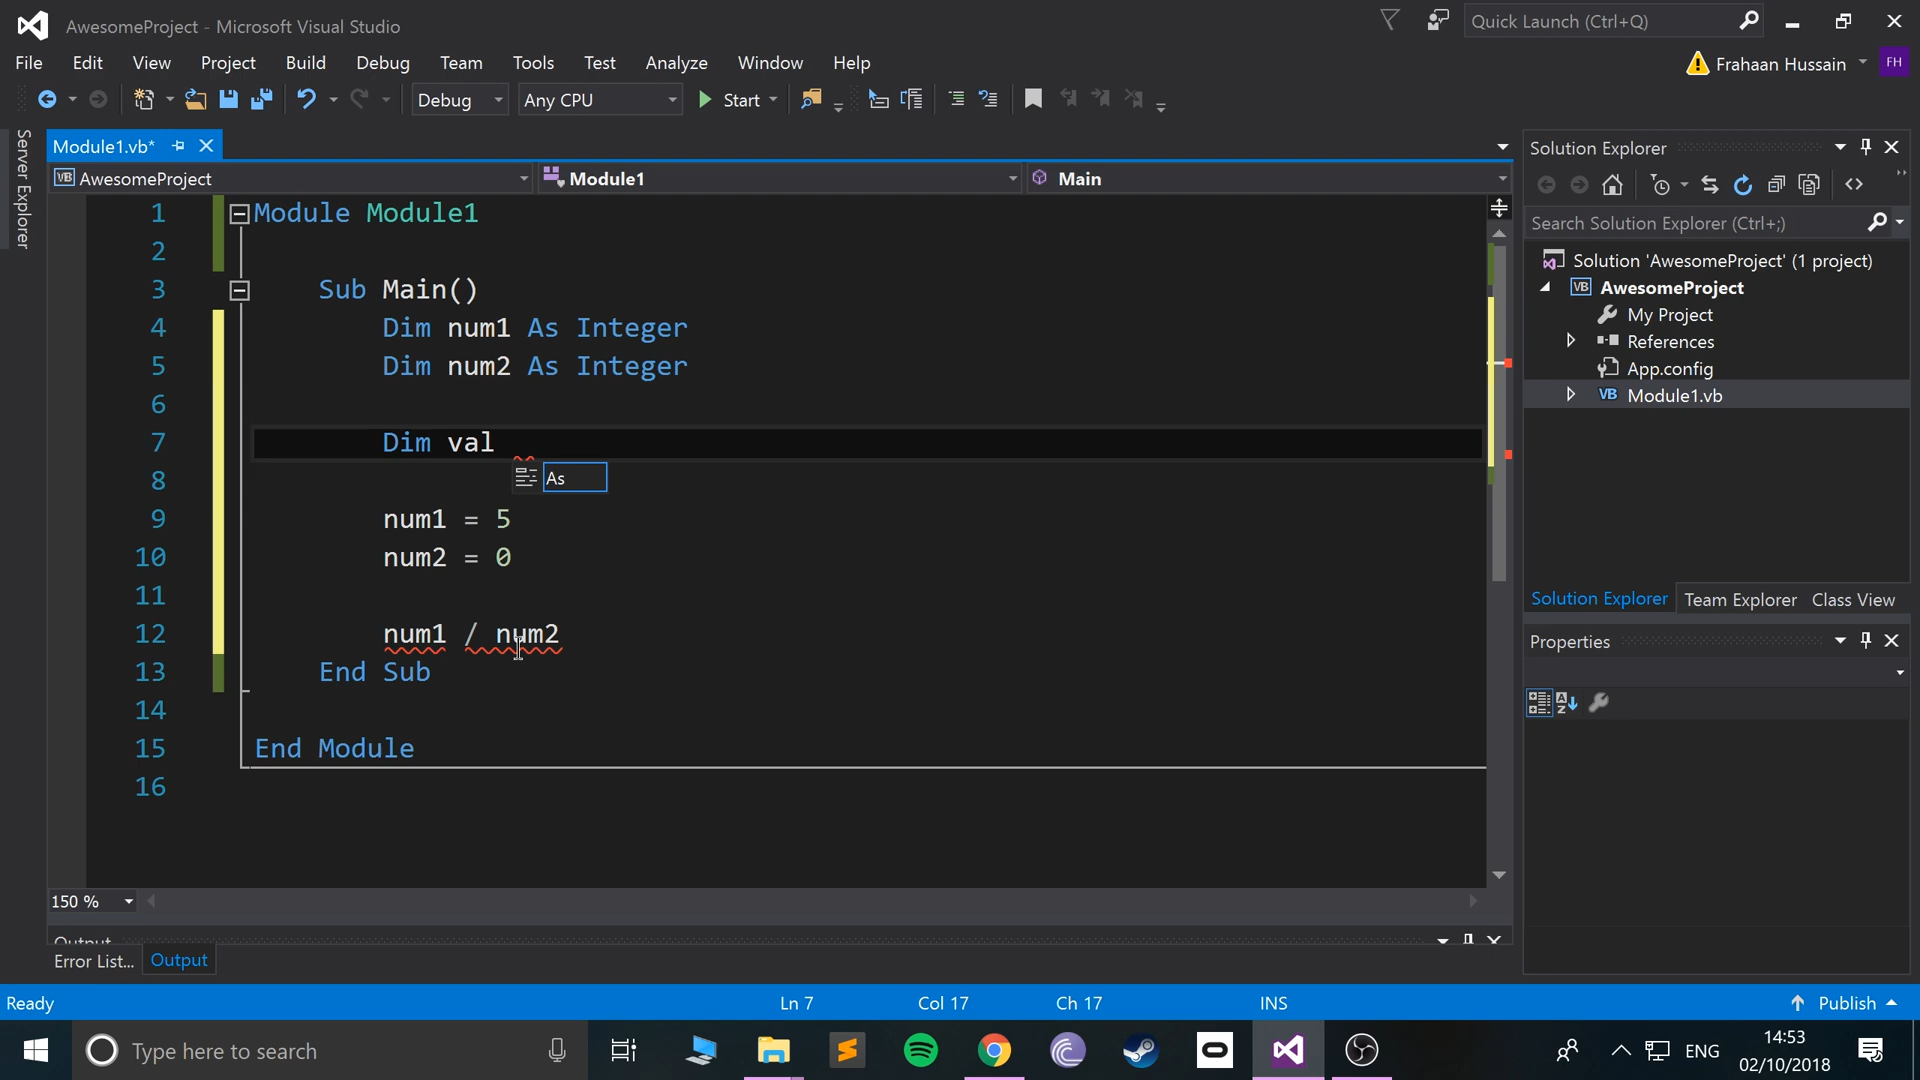 AwesomeProject - Microsoft Visual Studio
Quick Launch (Ctrl+Q)
File Edit View Project Build Debug Team Tools Test Analyze Window Help
Frahaan Hussain FH
Debug Any CPU Start
Server Explorer
Module1.vb*
AwesomeProject Module1 Main
1 Module Module1
2
3 Sub Main()
4 Dim num1 As Integer
5 Dim num2 As Integer
6
7 Dim val
As
8
9 num1 = 5
10 num2 = 0
11
12 num1 / num2
13 End Sub
14
15 End Module
16
150 %
Output
Error List... Output
Solution Explorer
Search Solution Explorer (Ctrl+;)
Solution 'AwesomeProject' (1 project)
VB AwesomeProject
My Project
References
App.config
VB Module1.vb
Solution Explorer Team Explorer Class View
Properties
Ready Ln 7 Col 17 Ch 17 INS Publish
Type here to search
ENG
14:53
02/10/2018